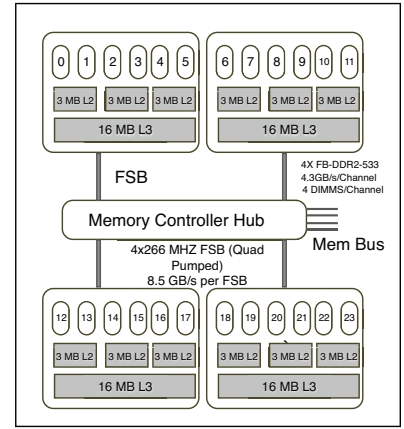 0 1 2 3 4 5
6 7 8 9 10 11
3 MB L2 3 MB L2 3 MB L2
3 MB L2 3 MB L2 3 MB L2
16 MB L3
16 MB L3
FSB
4X FB-DDR2-533
4.3GB/s/Channel
4 DIMMS/Channel
Memory Controller Hub
Mem Bus
4x266 MHZ FSB (Quad
Pumped)
8.5 GB/s per FSB
12 13 14 15 16 17
18 19 20 21 22 23
3 MB L2 3 MB L2 3 MB L2
3 MB L2 3 MB L2 3 MB L2
16 MB L3
16 MB L3